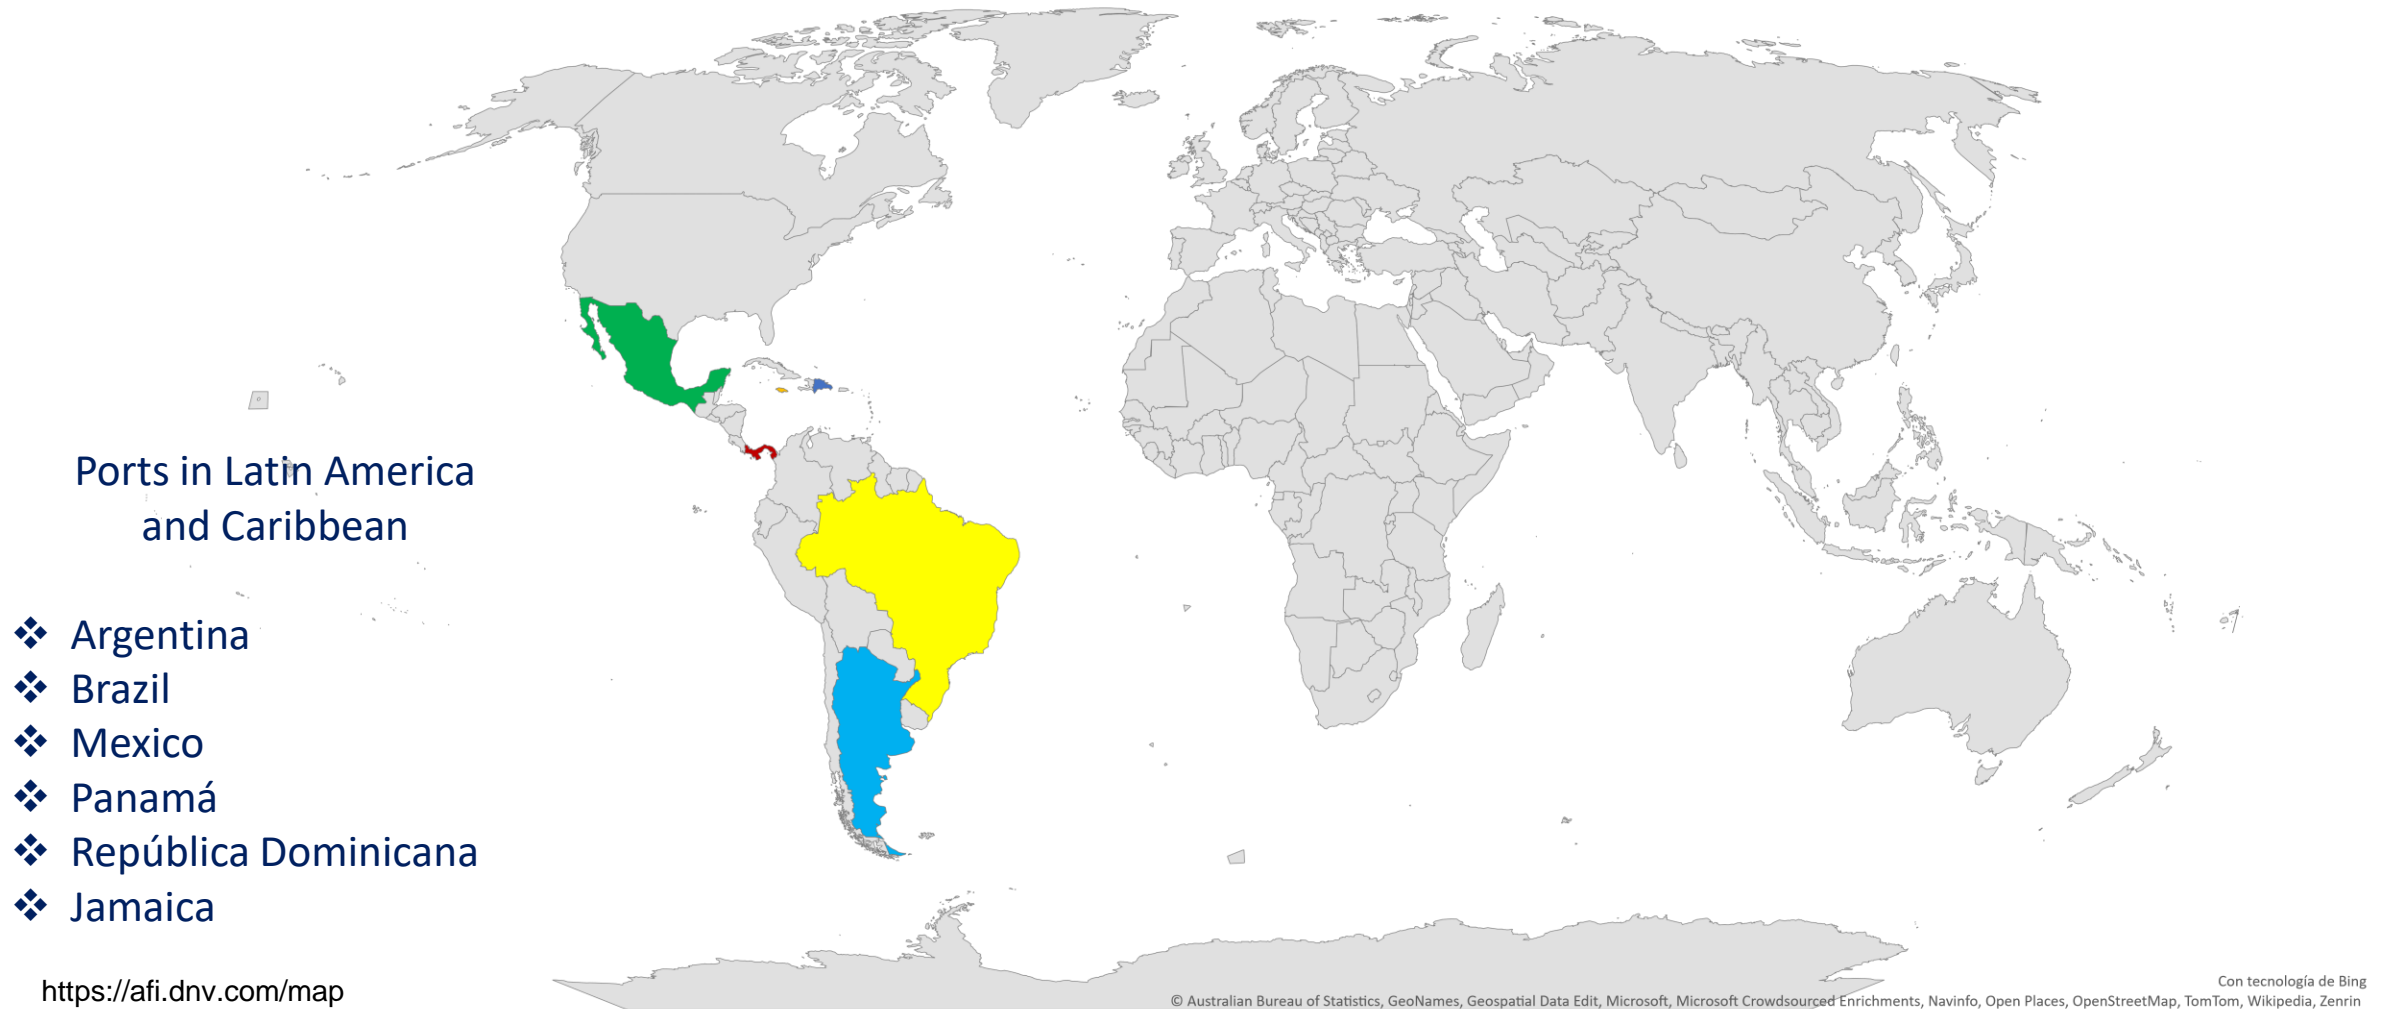 Ports in Latin America
and Caribbean
❖ Argentina
❖ Brazil
❖ Mexico
❖ Panamá
❖ República Dominicana
❖ Jamaica
https://afi.dnv.com/map
Con tecnología de Bing
© Australian Bureau of Statistics, GeoNames, Geospatial Data Edit, Microsoft, Microsoft Crowdsourced Enrichments, Navinfo, Open Places, OpenStreetMap, TomTom, Wikipedia, Zenrin